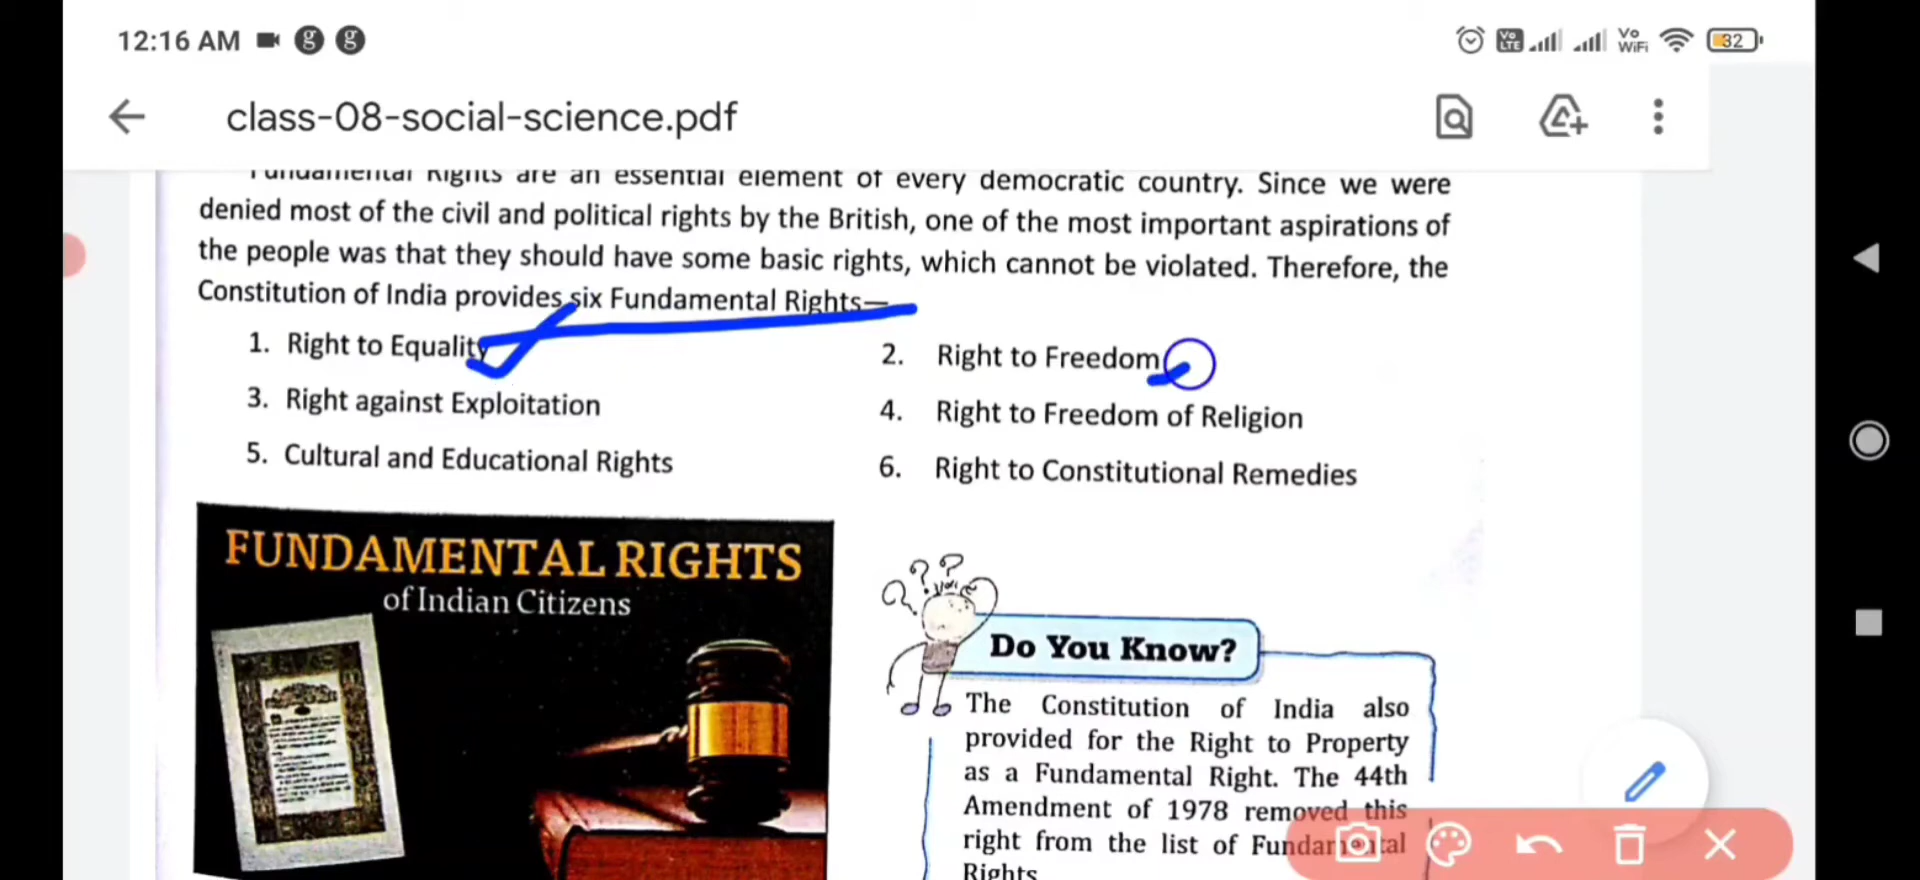 12:16 AM g g Vo LTE Vo WiFi 32
class-08-social-science.pdf
Fundamental Rights are an essential element of every democratic country. Since we were
denied most of the civil and political rights by the British, one of the most important aspirations of
the people was that they should have some basic rights, which cannot be violated. Therefore, the
Constitution of India provides six Fundamental Rights—
1. Right to Equality
2. Right to Freedom
3. Right against Exploitation
4. Right to Freedom of Religion
5. Cultural and Educational Rights
6. Right to Constitutional Remedies
FUNDAMENTAL RIGHTS
of Indian Citizens
???
Do You Know?
The Constitution of India also
provided for the Right to Property
as a Fundamental Right. The 44th
Amendment of 1978 removed this
right from the list of Fundamental
Rights